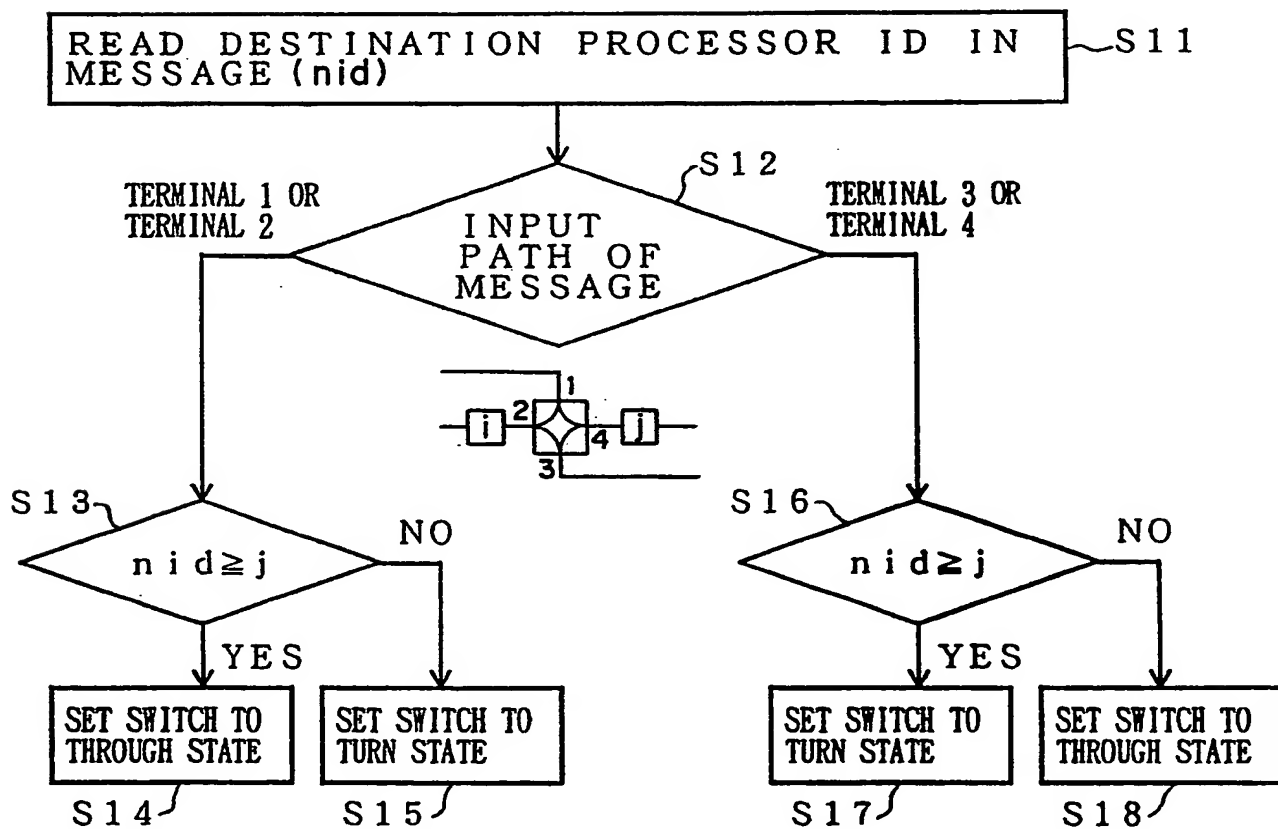 READ DESTINATION PROCESSOR ID IN
MESSAGE (nid)
S11
S12
TERMINAL 1 OR
TERMINAL 2
INPUT
PATH OF
MESSAGE
TERMINAL 3 OR
TERMINAL 4
1
2
i
4
j
3
S13
nid≧j
NO
YES
S16
nid≧j
NO
YES
SET SWITCH TO
THROUGH STATE
S14
SET SWITCH TO
TURN STATE
S15
SET SWITCH TO
TURN STATE
S17
SET SWITCH TO
THROUGH STATE
S18